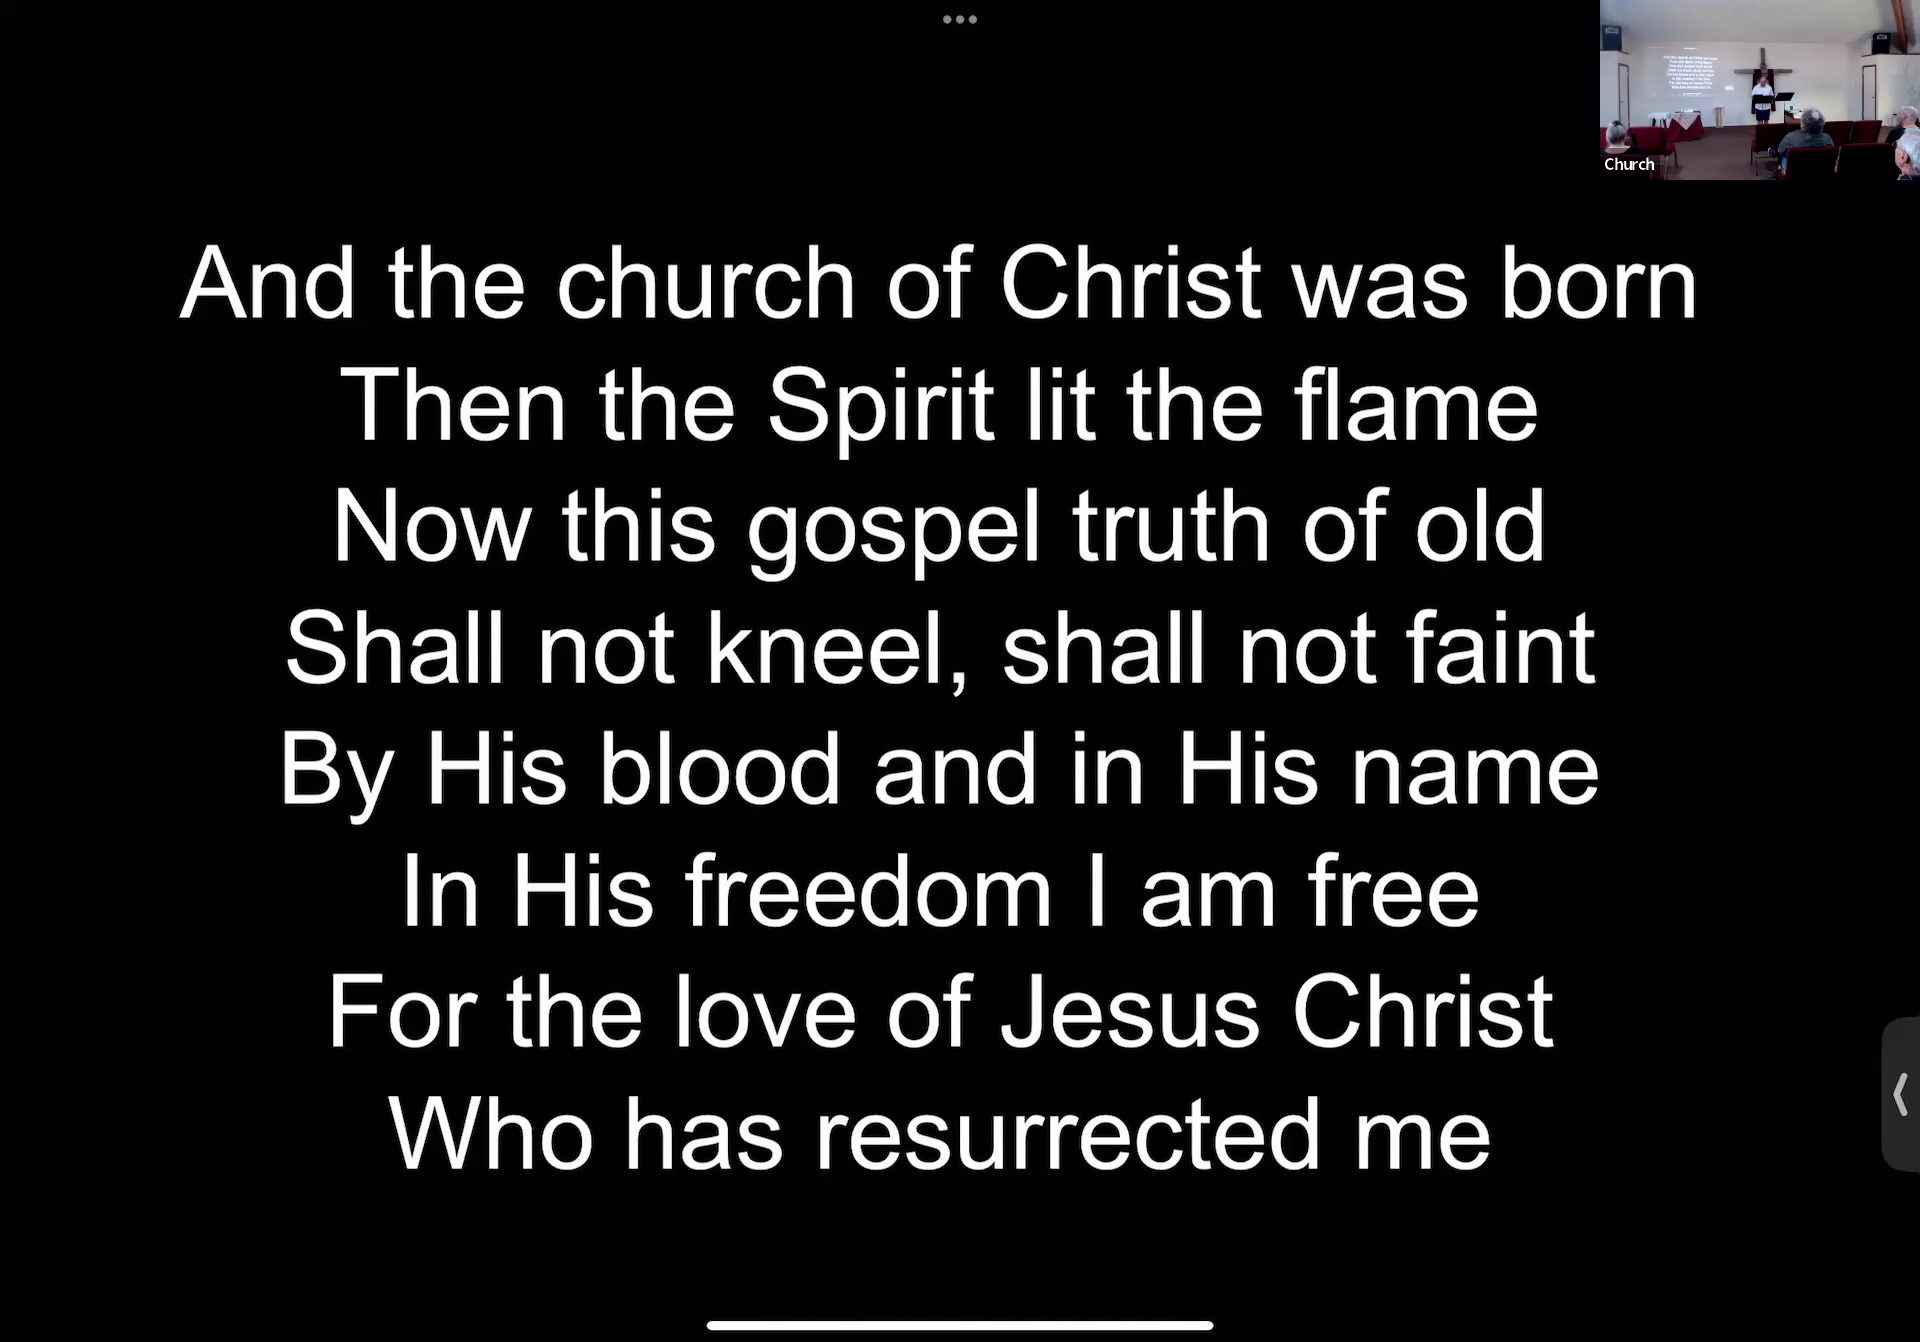 Church
And the church of Christ was born
Then the Spirit lit the flame
Now this gospel truth of old
Shall not kneel, shall not faint
By His blood and in His name
In His freedom I am free
For the love of Jesus Christ
Who has resurrected me